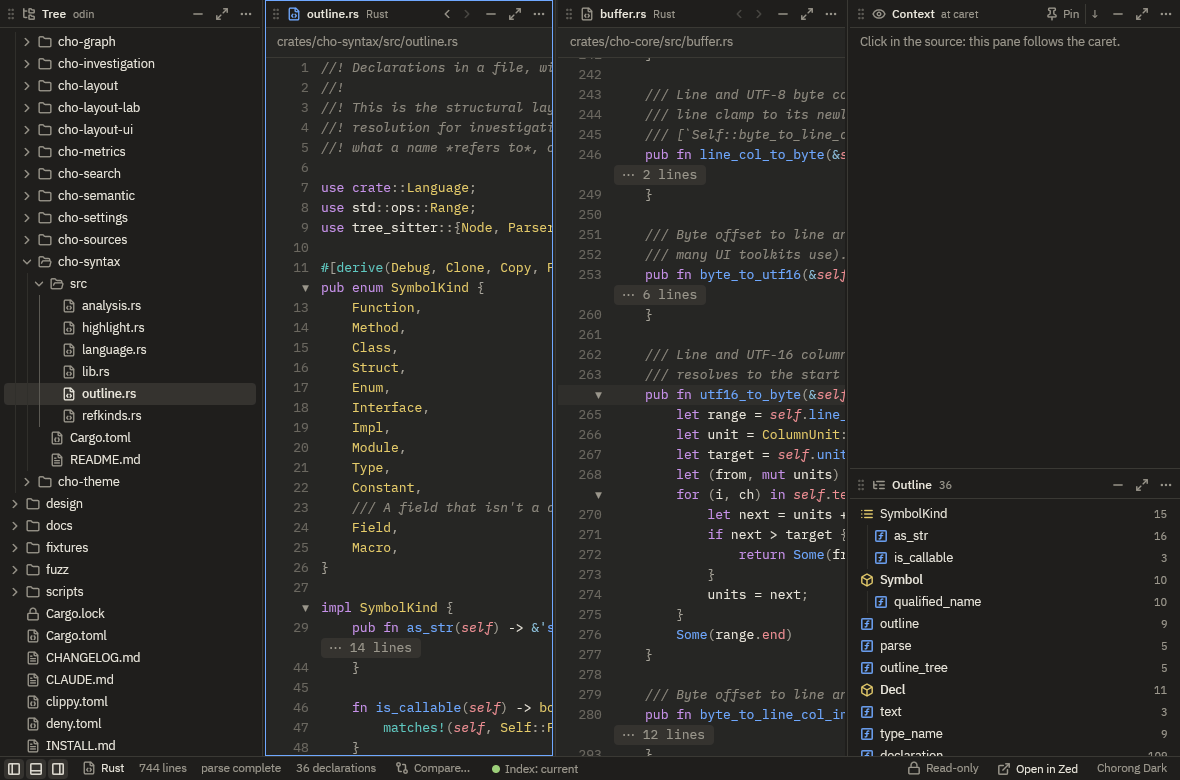 Tree odin
cho-graph
cho-investigation
cho-layout
cho-layout-lab
cho-layout-ui
cho-metrics
cho-search
cho-semantic
cho-settings
cho-sources
cho-syntax
src
analysis.rs
highlight.rs
language.rs
lib.rs
outline.rs
refkinds.rs
Cargo.toml
README.md
cho-theme
design
docs
fixtures
fuzz
scripts
Cargo.lock
Cargo.toml
CHANGELOG.md
CLAUDE.md
clippy.toml
deny.toml
INSTALL.md
outline.rs Rust
crates/cho-syntax/src/outline.rs
1 //! Declarations in a file, wi
2 //!
3 //! This is the structural lay
4 //! resolution for investigati
5 //! what a name *refers to*, c
6
7 use crate::Language;
8 use std::ops::Range;
9 use tree_sitter::{Node, Parser
10
11 #[derive(Debug, Clone, Copy, P
pub enum SymbolKind {
13 Function,
14 Method,
15 Class,
16 Struct,
17 Enum,
18 Interface,
19 Impl,
20 Module,
21 Type,
22 Constant,
23 /// A field that isn't a c
24 Field,
25 Macro,
26 }
27
impl SymbolKind {
29 pub fn as_str(self) -> &'s
··· 14 lines
44 }
45
46 fn is_callable(self) -> bo
47 matches!(self, Self::F
48 }
buffer.rs Rust
crates/cho-core/src/buffer.rs
242
243 /// Line and UTF-8 byte co
244 /// line clamp to its newl
245 /// [`Self::byte_to_line_c
246 pub fn line_col_to_byte(&s
··· 2 lines
249 }
250
251 /// Byte offset to line an
252 /// many UI toolkits use).
253 pub fn byte_to_utf16(&self
··· 6 lines
260 }
261
262 /// Line and UTF-16 column
263 /// resolves to the start
pub fn utf16_to_byte(&self
265 let range = self.line_
266 let unit = ColumnUnit:
267 let target = self.unit
268 let (from, mut units)
for (i, ch) in self.te
270 let next = units +
271 if next > target {
272 return Some(fr
273 }
274 units = next;
275 }
276 Some(range.end)
277 }
278
279 /// Byte offset to line an
280 pub fn byte_to_line_col_in
··· 12 lines
293 }
Context at caret Pin ↓
Click in the source: this pane follows the caret.
Outline 36
SymbolKind 15
as_str 16
is_callable 3
Symbol 10
qualified_name 10
outline 9
parse 5
outline_tree 5
Decl 11
text 3
type_name 9
declaration 109
Rust 744 lines parse complete 36 declarations Compare... Index: current Read-only Open in Zed Chorong Dark